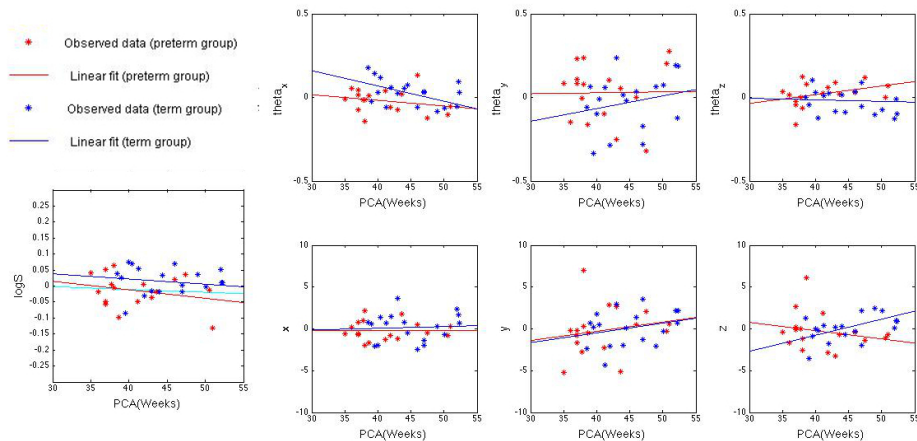 Observed data (preterm group)
Linear fit (preterm group)
Observed data (term group)
Linear fit (term group)
logS
0.25
0.2
0.15
0.1
0.05
0
-0.05
-0.1
-0.15
-0.2
-0.25
30 35 40 45 50 55
PCA(Weeks)
theta x
0.5
0
-0.5
30 35 40 45 50 55
PCA(Weeks)
theta y
0.5
0
-0.5
30 35 40 45 50 55
PCA(Weeks)
theta z
0.5
0
-0.5
30 35 40 45 50 55
PCA(Weeks)
x
10
5
0
-5
-10
30 35 40 45 50 55
PCA(Weeks)
y
10
5
0
-5
-10
30 35 40 45 50 55
PCA(Weeks)
z
10
5
0
-5
-10
30 35 40 45 50 55
PCA(Weeks)